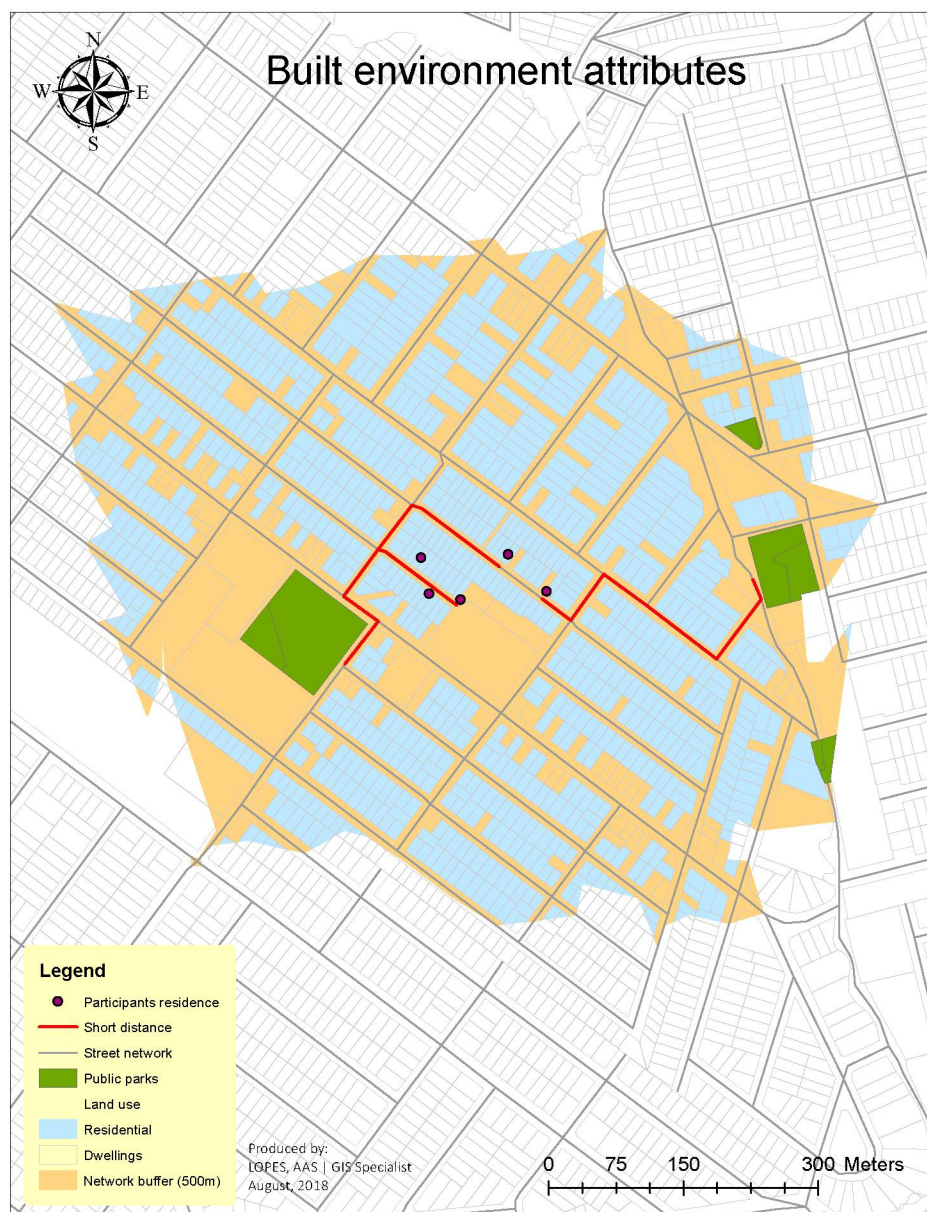 Built environment attributes
N
W E
S
Legend
Participants residence
Short distance
Street network
Public parks
Land use
Residential
Dwellings
Network buffer (500m)
Produced by:
LOPES, AAS | GIS Specialist
August, 2018
0 75 150 300 Meters